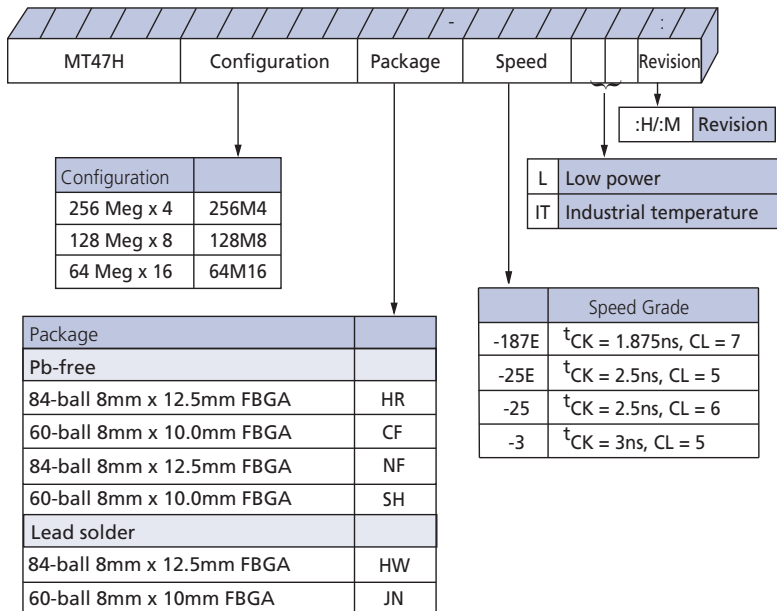 - :
MT47H Configuration Package Speed Revision
:H/:M Revision
L Low power
IT Industrial temperature
Configuration
256 Meg x 4 256M4
128 Meg x 8 128M8
64 Meg x 16 64M16
Speed Grade
-187E tCK = 1.875ns, CL = 7
-25E tCK = 2.5ns, CL = 5
-25 tCK = 2.5ns, CL = 6
-3 tCK = 3ns, CL = 5
Package
Pb-free
84-ball 8mm x 12.5mm FBGA HR
60-ball 8mm x 10.0mm FBGA CF
84-ball 8mm x 12.5mm FBGA NF
60-ball 8mm x 10.0mm FBGA SH
Lead solder
84-ball 8mm x 12.5mm FBGA HW
60-ball 8mm x 10mm FBGA JN